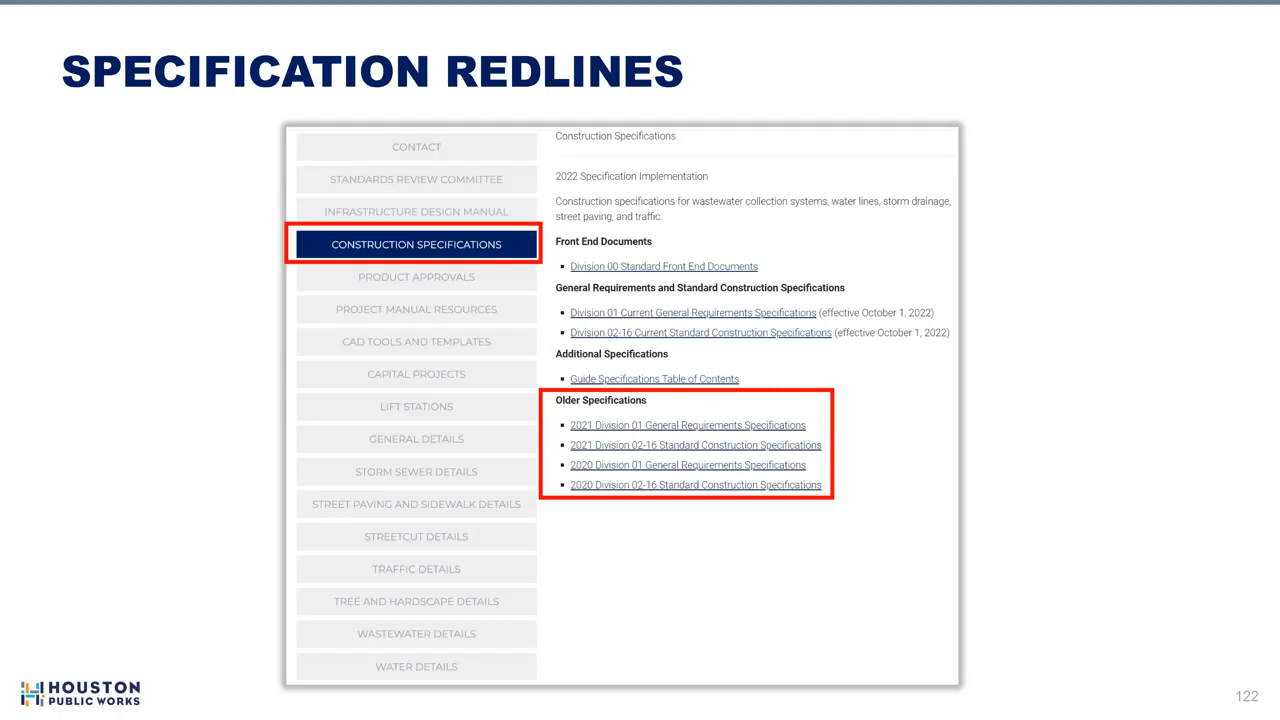 SPECIFICATION REDLINES
CONTACT
STANDARDS REVIEW COMMITTEE
INFRASTRUCTURE DESIGN MANUAL
CONSTRUCTION SPECIFICATIONS
PRODUCT APPROVALS
PROJECT MANUAL RESOURCES
CAD TOOLS AND TEMPLATES
CAPITAL PROJECTS
LIFT STATIONS
GENERAL DETAILS
STORM SEWER DETAILS
STREET PAVING AND SIDEWALK DETAILS
STREETCUT DETAILS
TRAFFIC DETAILS
TREE AND HARDSCAPE DETAILS
WASTEWATER DETAILS
WATER DETAILS
Construction Specifications
2022 Specification Implementation
Construction specifications for wastewater collection systems, water lines, storm drainage,
street paving, and traffic.
Front End Documents
Division 00 Standard Front End Documents
General Requirements and Standard Construction Specifications
Division 01 Current General Requirements Specifications (effective October 1, 2022)
Division 02-16 Current Standard Construction Specifications (effective October 1, 2022)
Additional Specifications
Guide Specifications Table of Contents
Older Specifications
2021 Division 01 General Requirements Specifications
2021 Division 02-16 Standard Construction Specifications
2020 Division 01 General Requirements Specifications
2020 Division 02-16 Standard Construction Specifications
HOUSTON
PUBLIC WORKS
122